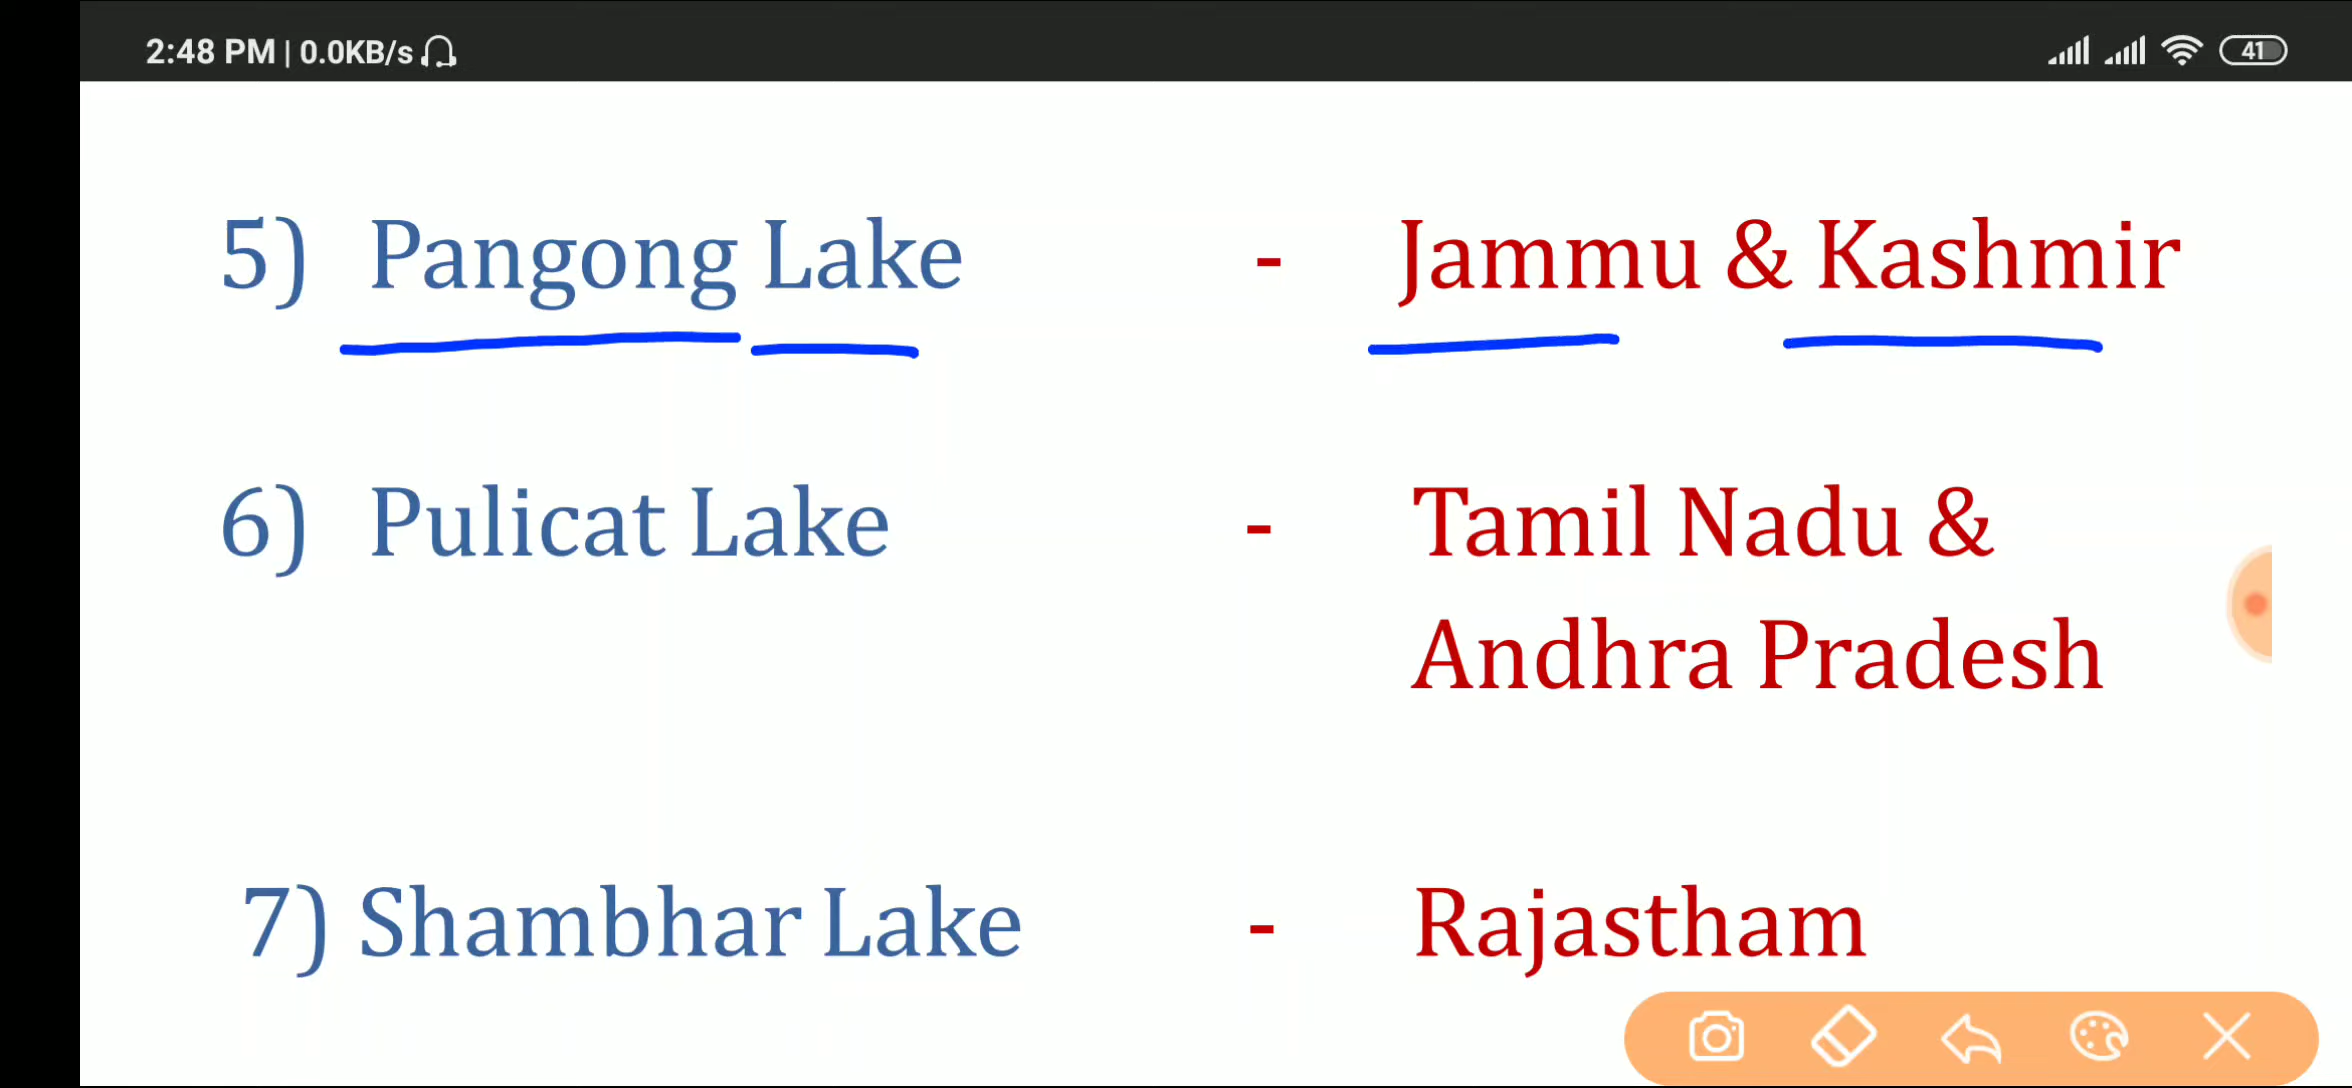 2:48 PM | 0.0KB/s
41
5) Pangong Lake - Jammu & Kashmir
6) Pulicat Lake - Tamil Nadu &
Andhra Pradesh
7) Shambhar Lake - Rajastham